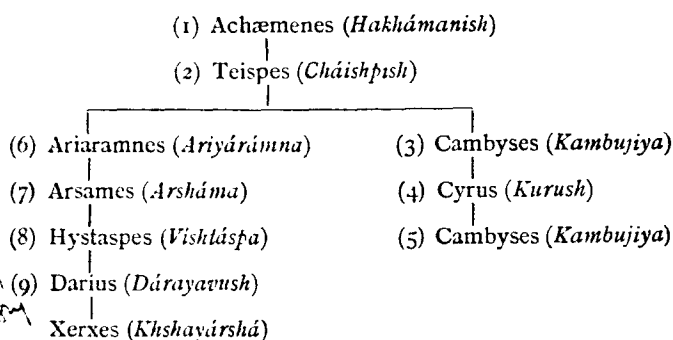 (1) Achæmenes (Hakhámanish)
(2) Teispes (Cháishpish)
(6) Ariaramnes (Ariyárámna) (3) Cambyses (Kambujiya)
(7) Arsames (Arsháma) (4) Cyrus (Kurush)
(8) Hystaspes (Vishtáspa) (5) Cambyses (Kambujiya)
(9) Darius (Dárayavush)
Xerxes (Khshayárshá)